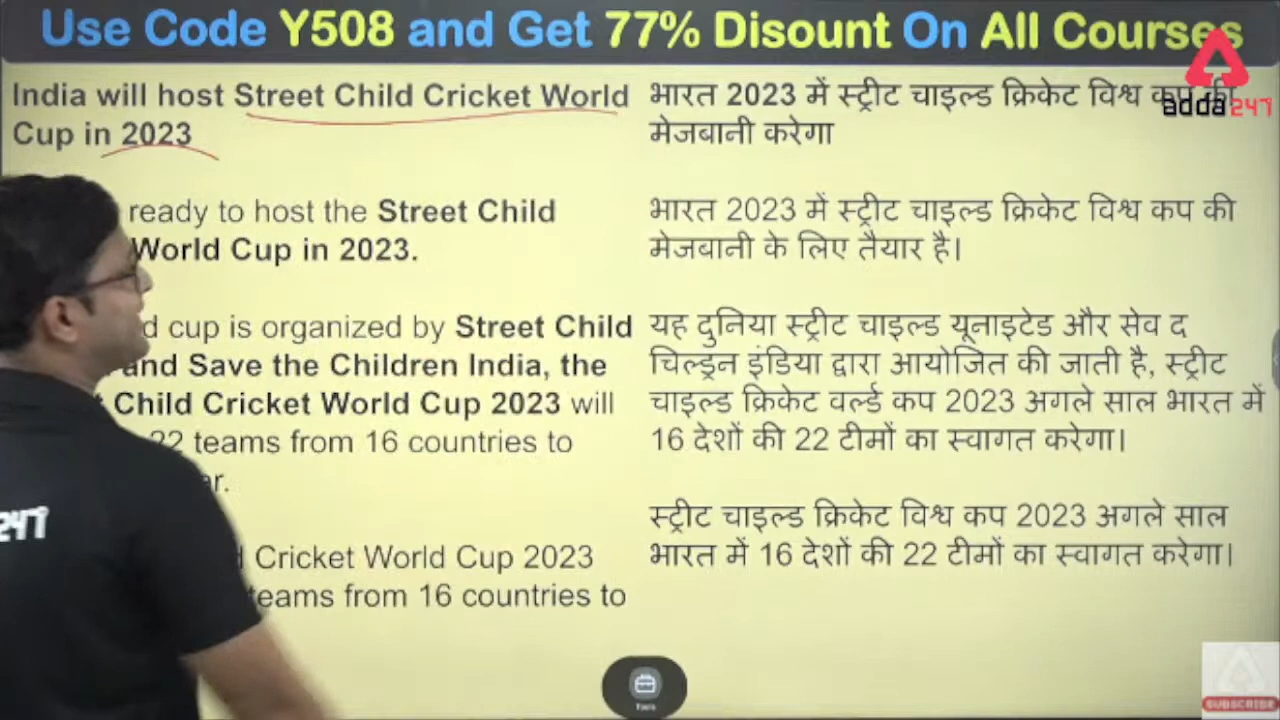 Use Code Y508 and Get 77% Disount On All Courses
adda247
India will host Street Child Cricket World
Cup in 2023
ready to host the Street Child
World Cup in 2023.
cup is organized by Street Child
and Save the Children India, the
Child Cricket World Cup 2023 will
22 teams from 16 countries to
Cricket World Cup 2023
teams from 16 countries to
भारत 2023 में स्ट्रीट चाइल्ड क्रिकेट विश्व कप की
मेजबानी करेगा
भारत 2023 में स्ट्रीट चाइल्ड क्रिकेट विश्व कप की
मेजबानी के लिए तैयार है।
यह दुनिया स्ट्रीट चाइल्ड यूनाइटेड और सेव द
चिल्ड्रन इंडिया द्वारा आयोजित की जाती है, स्ट्रीट
चाइल्ड क्रिकेट वर्ल्ड कप 2023 अगले साल भारत में
16 देशों की 22 टीमों का स्वागत करेगा।
स्ट्रीट चाइल्ड क्रिकेट विश्व कप 2023 अगले साल
भारत में 16 देशों की 22 टीमों का स्वागत करेगा।
247
Tools
SUBSCRIBE